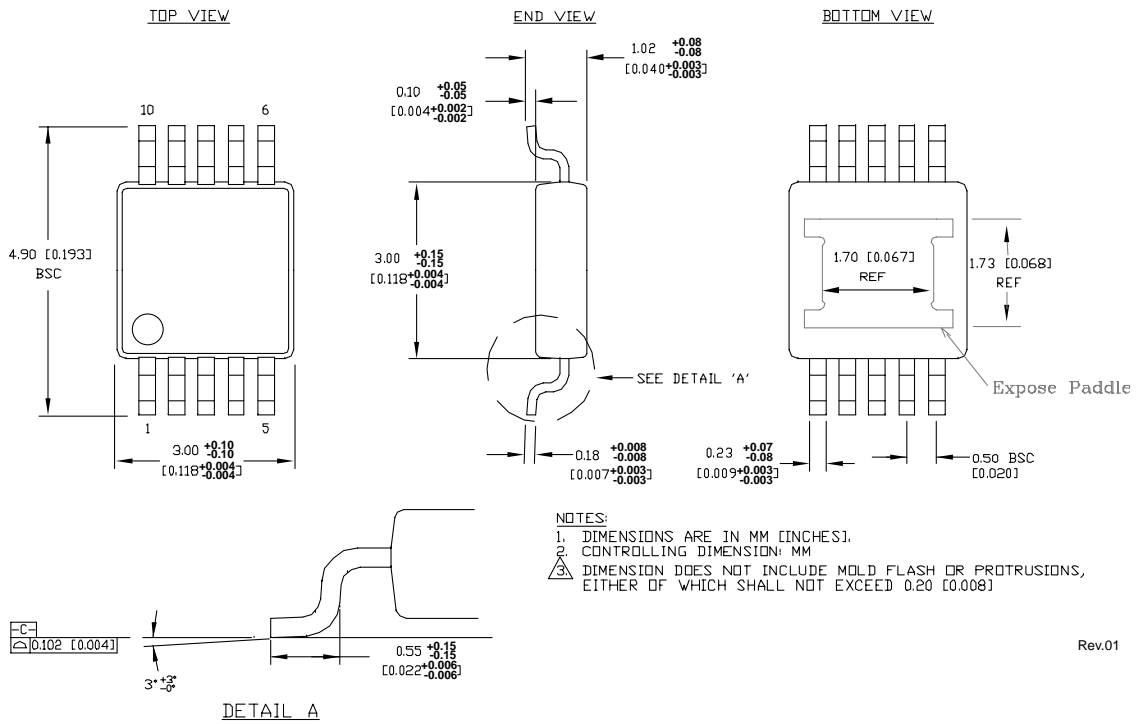 TOP VIEW
END VIEW
BOTTOM VIEW
1.02 +0.08 -0.08
[0.040+0.003 -0.003]
0.10 +0.05 -0.05
[0.004+0.002 -0.002]
10
6
4.90 [0.193]
BSC
3.00 +0.15 -0.15
[0.118+0.004 -0.004]
1.70 [0.067]
REF
1.73 [0.068]
REF
SEE DETAIL 'A'
Expose Paddle
1
5
3.00 +0.10 -0.10
[0.118+0.004 -0.004]
0.18 +0.008 -0.008
[0.007+0.003 -0.003]
0.23 +0.07 -0.08
[0.009+0.003 -0.003]
0.50 BSC
[0.020]
NOTES:
1. DIMENSIONS ARE IN MM [INCHES].
2. CONTROLLING DIMENSION: MM
3. DIMENSION DOES NOT INCLUDE MOLD FLASH OR PROTRUSIONS,
EITHER OF WHICH SHALL NOT EXCEED 0.20 [0.008]
-C-
⌓ 0.102 [0.004]
3° +3° -0°
0.55 +0.15 -0.15
[0.022+0.006 -0.006]
Rev.01
DETAIL A